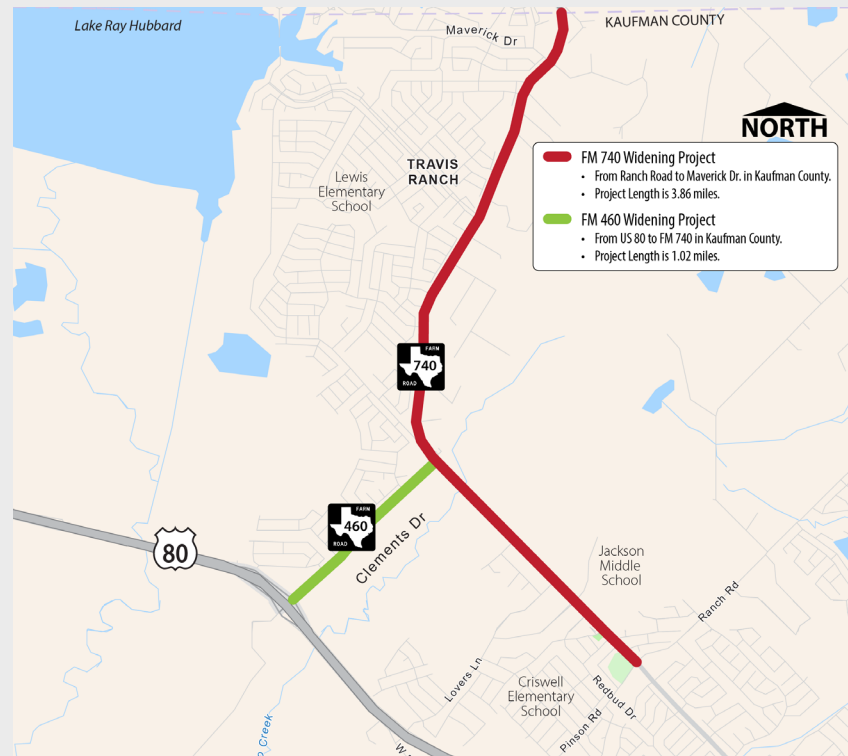 Lake Ray Hubbard
Maverick Dr
KAUFMAN COUNTY
NORTH
TRAVIS
RANCH
Lewis
Elementary
School
FM 740 Widening Project
• From Ranch Road to Maverick Dr. in Kaufman County.
• Project Length is 3.86 miles.
FM 460 Widening Project
• From US 80 to FM 740 in Kaufman County.
• Project Length is 1.02 miles.
FARM
740
ROAD
FARM
460
ROAD
80
Clements Dr
Jackson
Middle
School
Ranch Rd
Lovers Ln
Criswell
Elementary
School
Redbud Dr
Pinson Rd
Creek
W